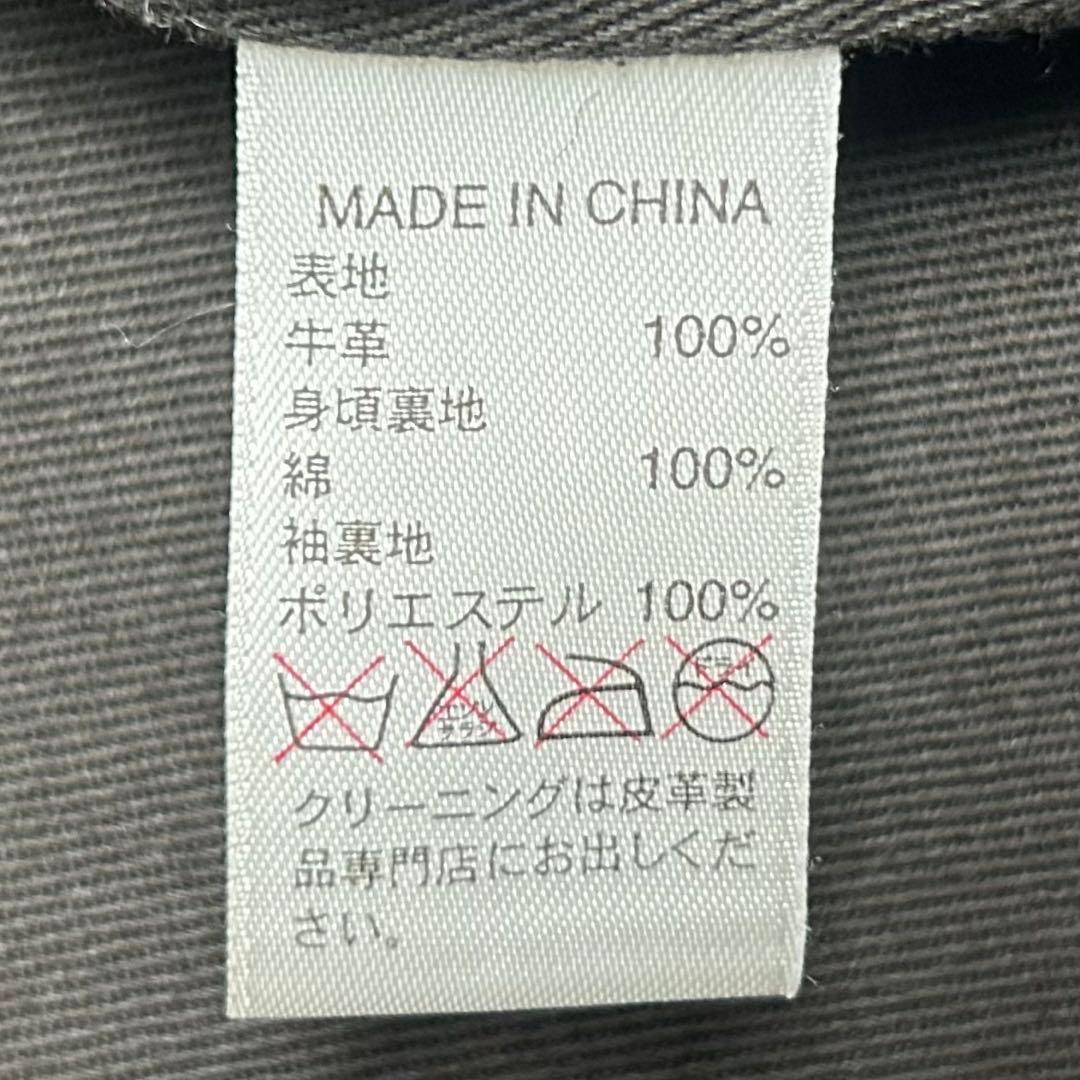 MADE IN CHINA
表地
牛革 100%
身頃裏地
綿 100%
袖裏地
ポリエステル 100%
クリーニングは皮革製
品専門店にお出しくだ
さい。